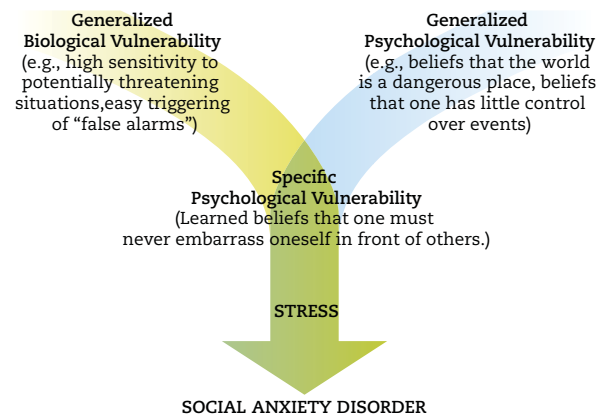 Generalized
Biological Vulnerability
(e.g., high sensitivity to
potentially threatening
situations,easy triggering
of “false alarms”)
Generalized
Psychological Vulnerability
(e.g., beliefs that the world
is a dangerous place, beliefs
that one has little control
over events)
Specific
Psychological Vulnerability
(Learned beliefs that one must
never embarrass oneself in front of others.)
STRESS
SOCIAL ANXIETY DISORDER